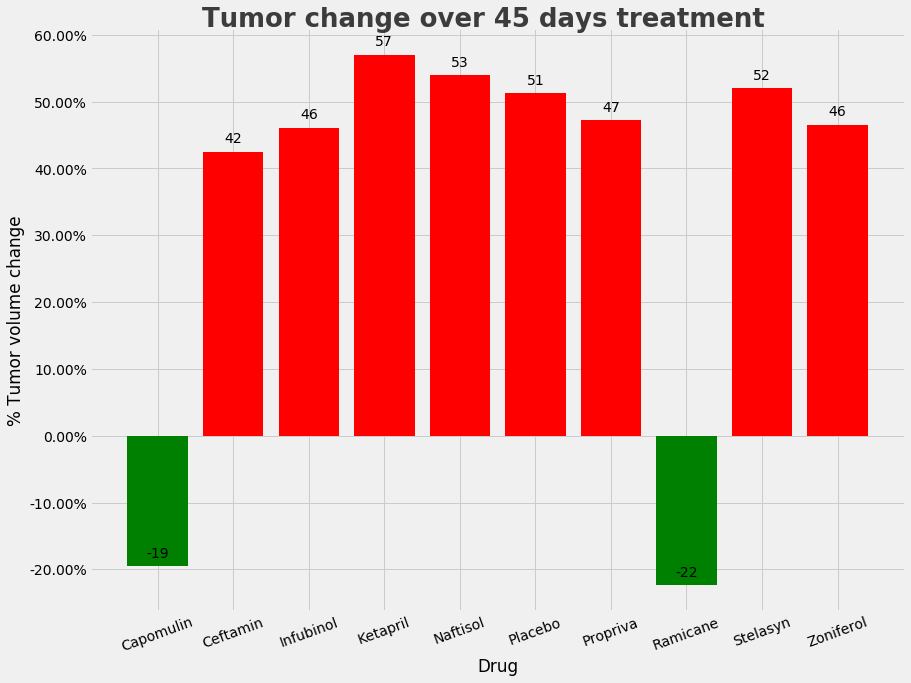 Tumor change over 45 days treatment
60.00%
50.00%
40.00%
30.00%
20.00%
10.00%
0.00%
-10.00%
-20.00%
% Tumor volume change
-19
42
46
57
53
51
47
-22
52
46
Capomulin
Ceftamin
Infubinol
Ketapril
Naftisol
Placebo
Propriva
Ramicane
Stelasyn
Zoniferol
Drug